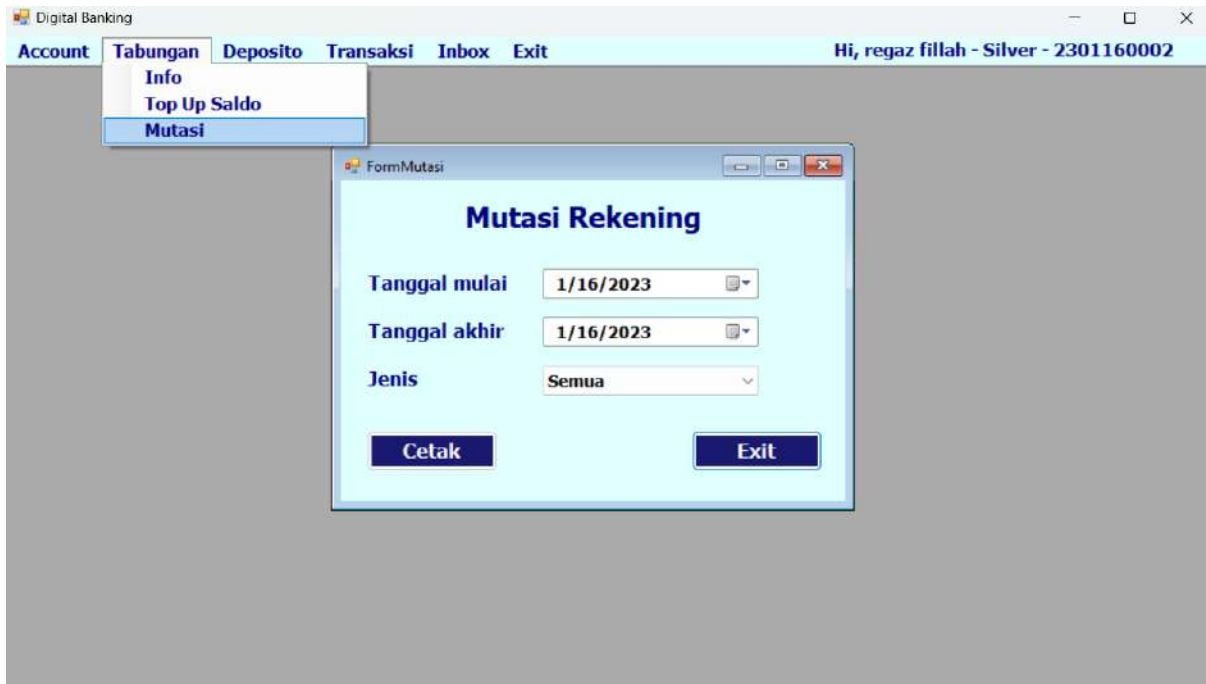 Digital Banking
Account Tabungan Deposito Transaksi Inbox Exit Hi, regaz fillah - Silver - 2301160002
Info
Top Up Saldo
Mutasi
FormMutasi
Mutasi Rekening
Tanggal mulai 1/16/2023
Tanggal akhir 1/16/2023
Jenis Semua
Cetak Exit